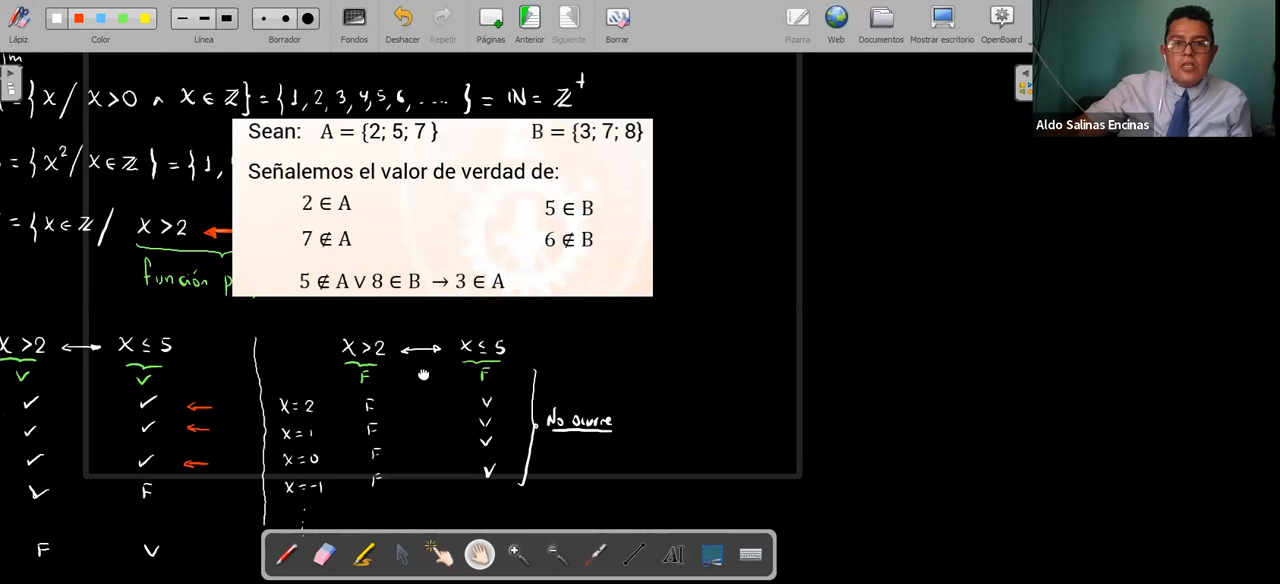 Lápiz Color Línea Borrador Fondos Deshacer Repetir Páginas Anterior Siguiente Borrar Pizarra Web Documentos Mostrar escritorio OpenBoard
Aldo Salinas Encinas
= {x / x>0 ∧ x ∈ ℤ} = {1, 2, 3, 4, 5, 6, ....} = ℕ = ℤ⁺
Sean: A = {2; 5; 7 } B = {3; 7; 8}
= {x² / x ∈ ℤ } = {1,
Señalemos el valor de verdad de:
2 ∈ A 5 ∈ B
= {x ∈ ℤ / x > 2
7 ∉ A 6 ∉ B
función p
5 ∉ A ∨ 8 ∈ B → 3 ∈ A
x >2 ↔ x ≤ 5 x >2 ↔ x ≤ 5
V V F F
✓ ✓ ← x = 2 F V
✓ ✓ ← x = 1 F V
No ocurre
✓ ✓ ← x = 0 F V
✓ F x = -1 F V
F V
AI